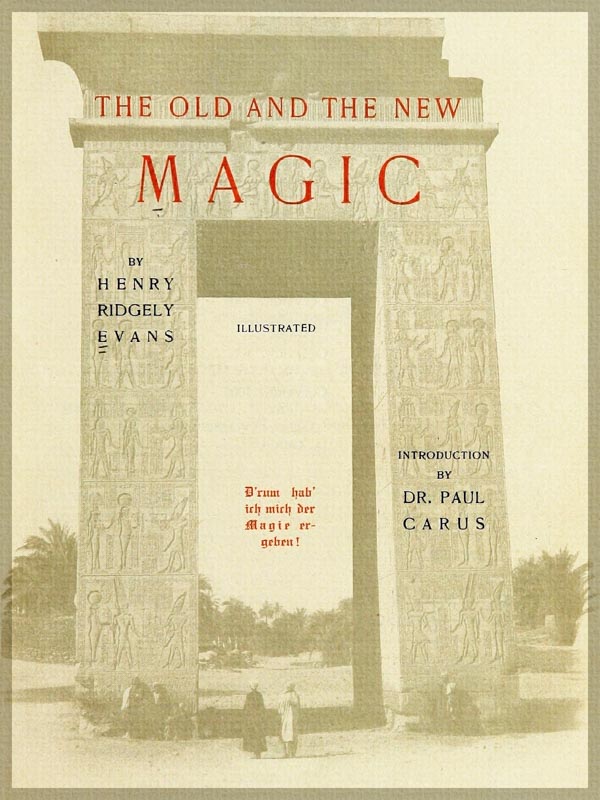 THE OLD AND THE NEW
MAGIC
BY
HENRY
RIDGELY
EVANS
ILLUSTRATED
INTRODUCTION
BY
DR. PAUL
CARUS
D'rum hab'
ich mich der
Magie er-
geben!